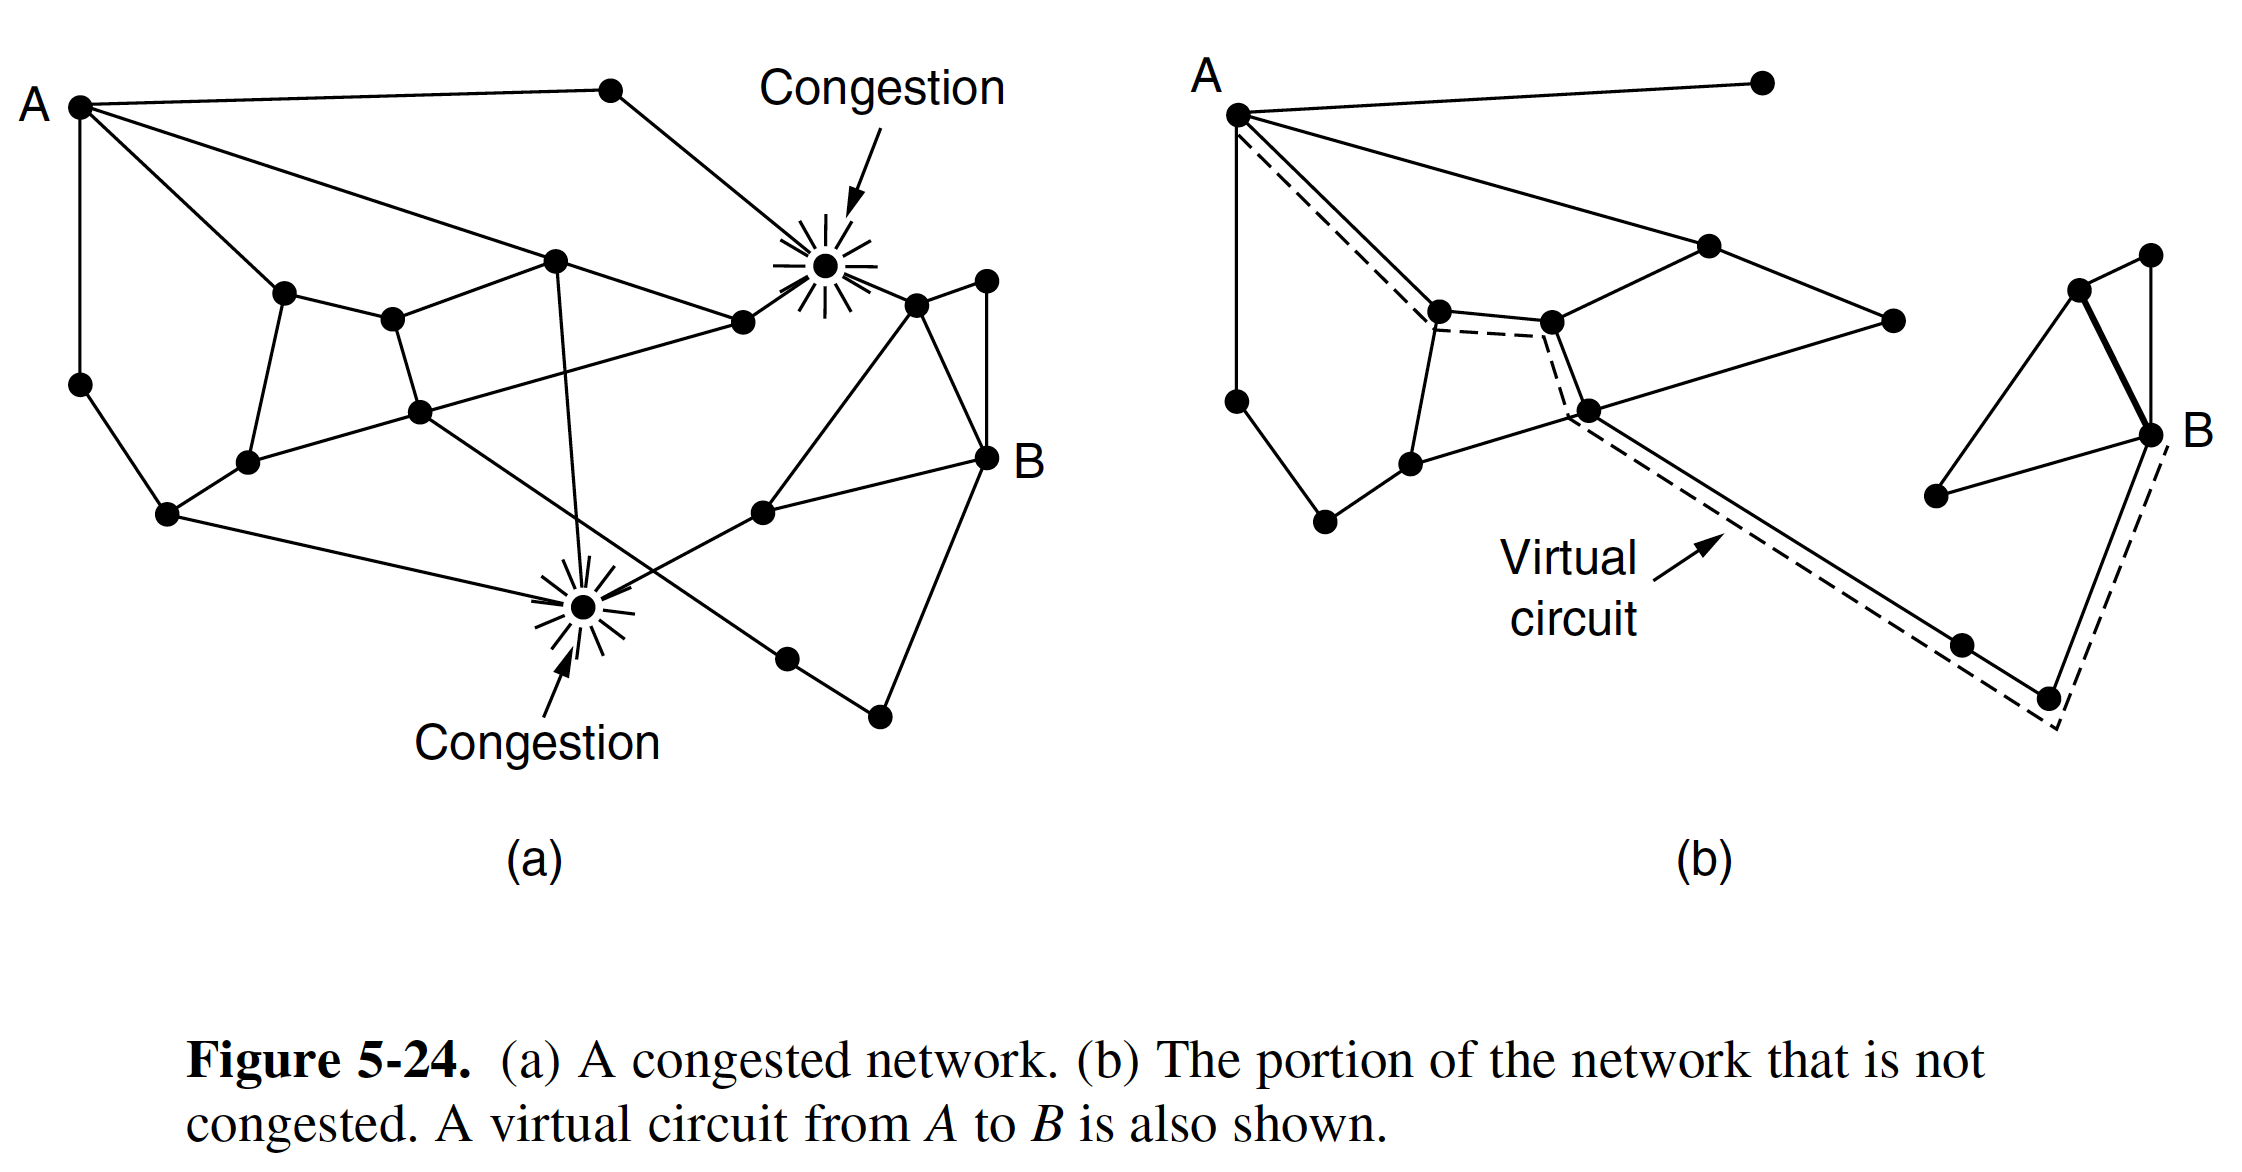 A
Congestion
B
Congestion
(a)
A
B
Virtual
circuit
(b)
Figure 5-24. (a) A congested network. (b) The portion of the network that is not
congested. A virtual circuit from A to B is also shown.